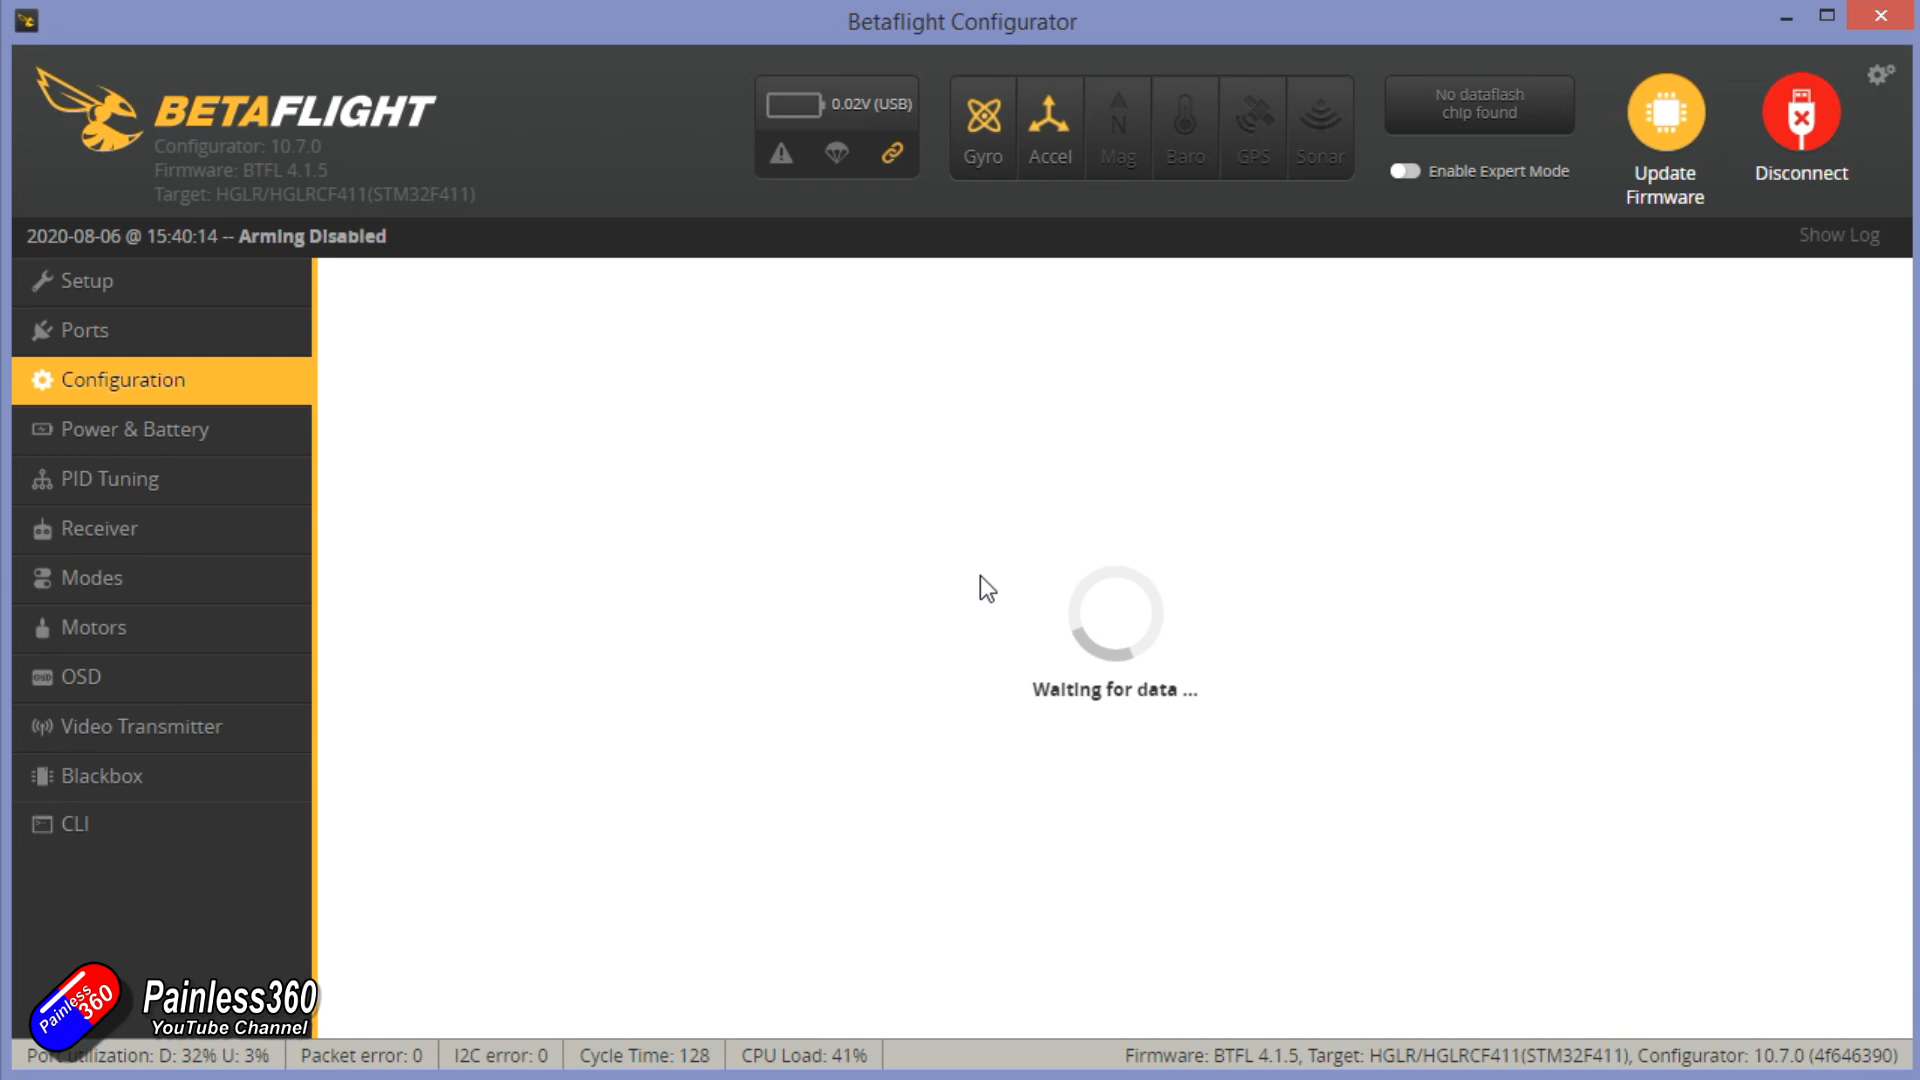 Betaflight Configurator
BETAFLIGHT
Configurator: 10.7.0
Firmware: BTFL 4.1.5
Target: HGLR/HGLRCF411(STM32F411)
0.02V (USB)
Gyro
Accel
Mag
Baro
GPS
Sonar
No dataflash
chip found
Enable Expert Mode
Update
Firmware
Disconnect
2020-08-06 @ 15:40:14 -- Arming Disabled
Show Log
Setup
Ports
Configuration
Power & Battery
PID Tuning
Receiver
Modes
Motors
OSD
OSD
Video Transmitter
Blackbox
CLI
Waiting for data ...
Painless
360
Painless360
YouTube Channel
Port utilization: D: 32% U: 3%
Packet error: 0
I2C error: 0
Cycle Time: 128
CPU Load: 41%
Firmware: BTFL 4.1.5, Target: HGLR/HGLRCF411(STM32F411), Configurator: 10.7.0 (4f646390)